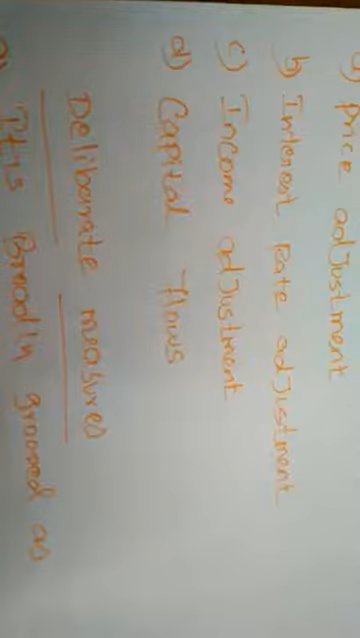 a) Price adjustment
b) Interest Rate adjustment
c) Income adjustment
d) Capital flows
Deliberate measures
a) It is Broadly grouped as